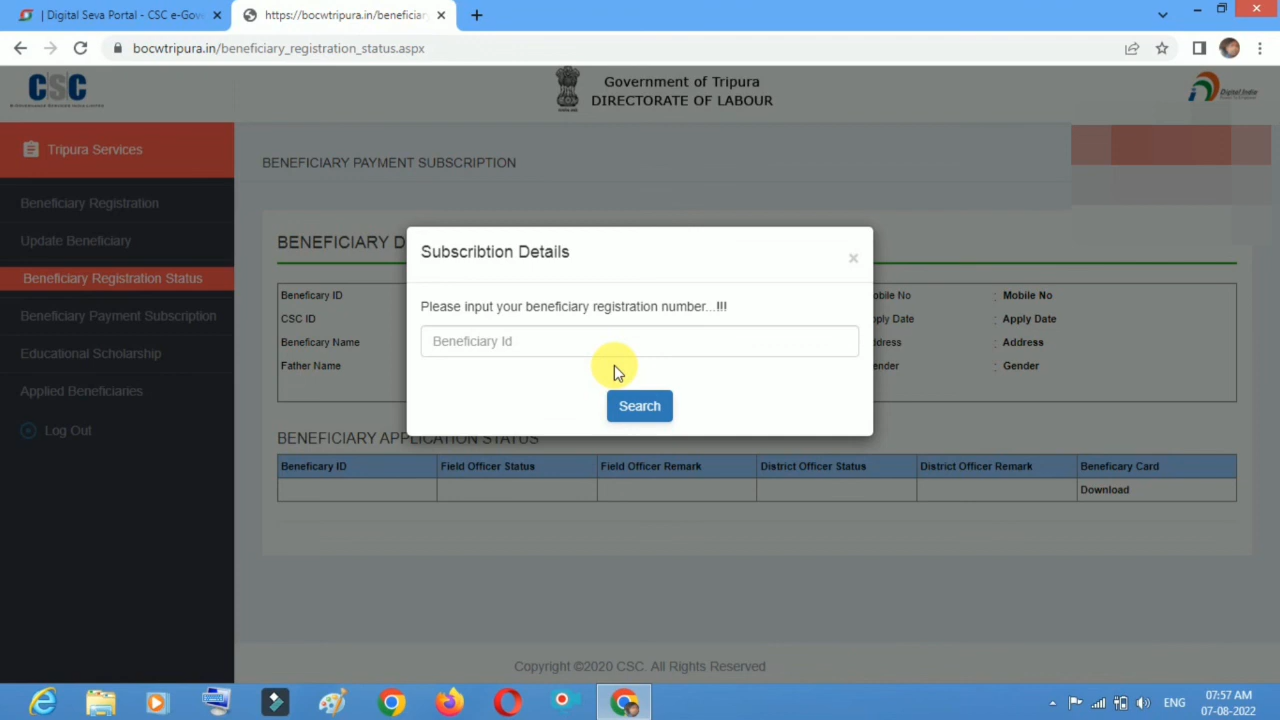 | Digital Seva Portal - CSC e-Gov
https://bocwtripura.in/beneficiar
bocwtripura.in/beneficiary_registration_status.aspx
CSC
Government of Tripura
DIRECTORATE OF LABOUR
Digital India
Tripura Services
BENEFICIARY PAYMENT SUBSCRIPTION
Beneficiary Registration
Update Beneficiary
Beneficiary Registration Status
Beneficiary Payment Subscription
Educational Scholarship
Applied Beneficiaries
Log Out
BENEFICIARY D
Beneficary ID
CSC ID
Beneficary Name
Father Name
obile No : Mobile No
pply Date : Apply Date
ddress : Address
ender : Gender
Subscribtion Details
×
Please input your beneficiary registration number...!!!
Beneficiary Id
Search
BENEFICIARY APPLICATION STATUS
Beneficary ID Field Officer Status Field Officer Remark District Officer Status District Officer Remark Beneficary Card
Download
Copyright ©2020 CSC. All Rights Reserved
ENG
07:57 AM
07-08-2022